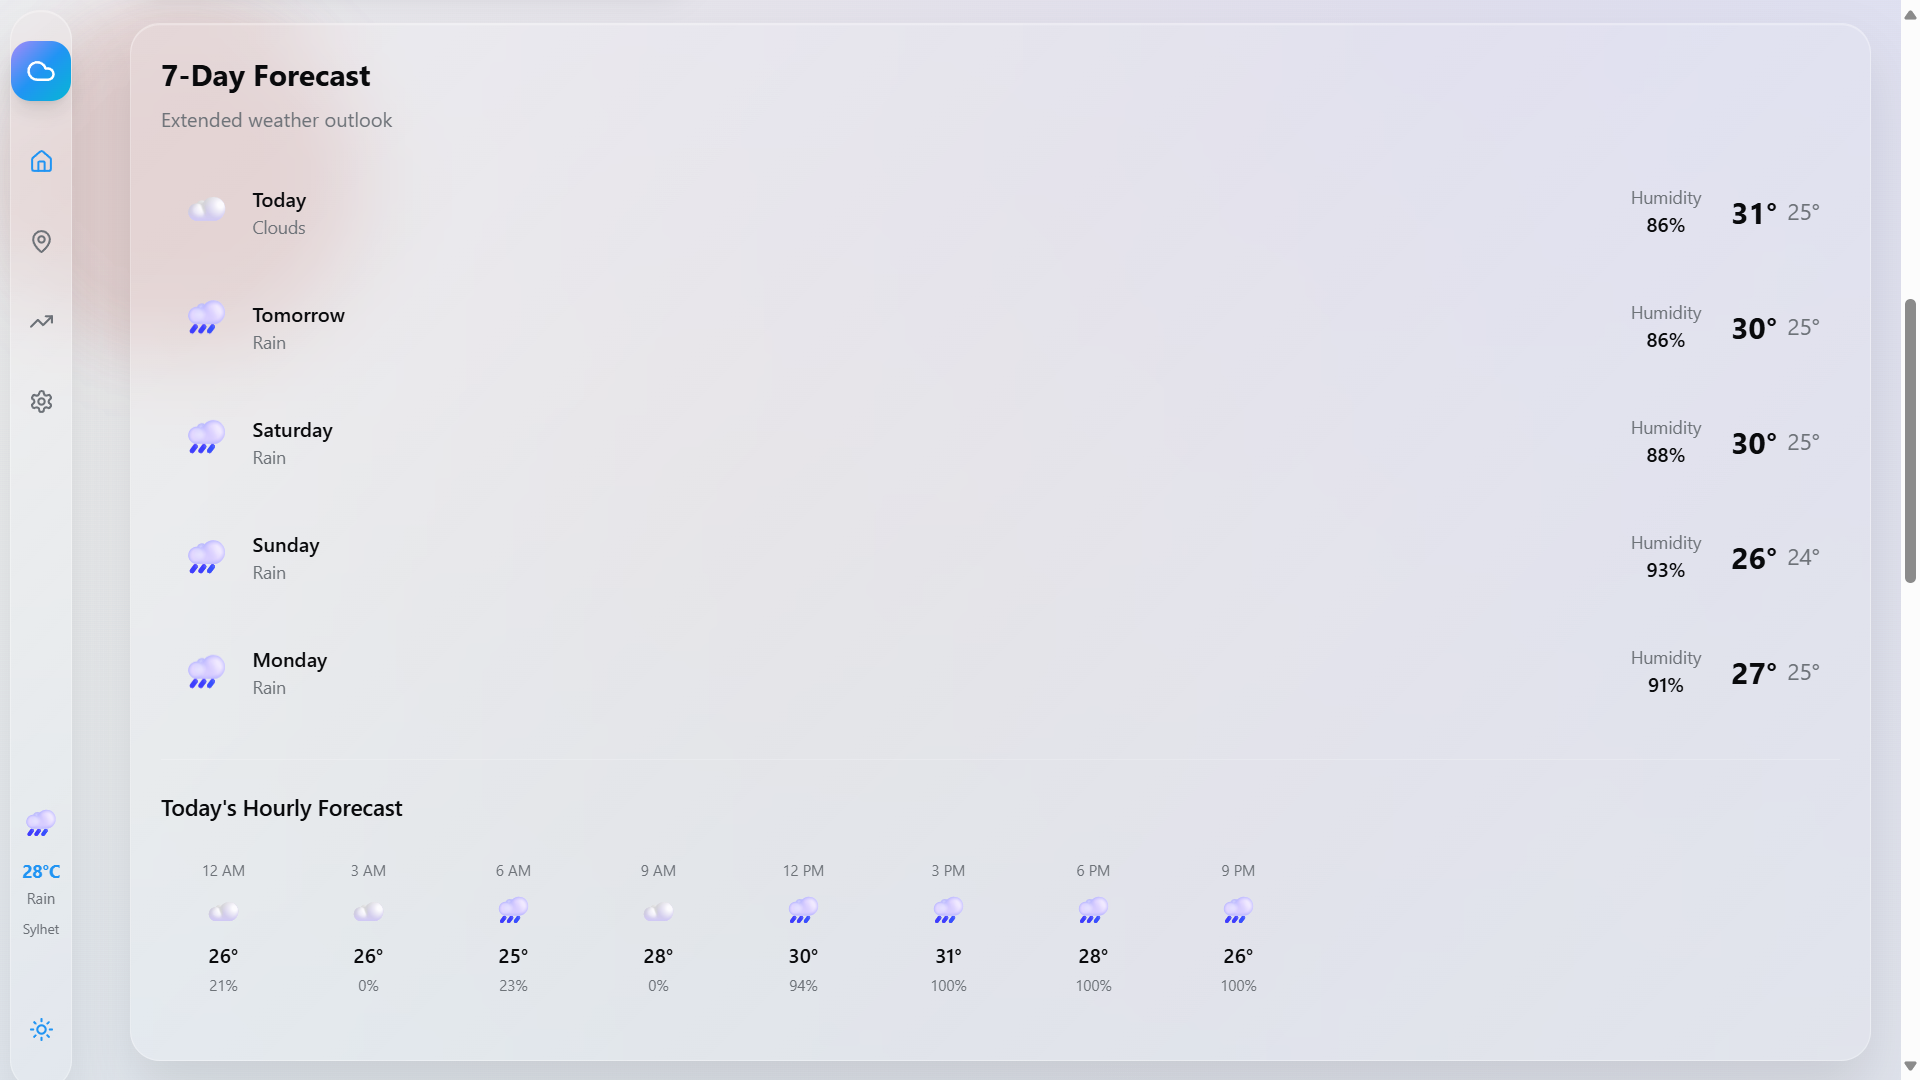 7-Day Forecast
Extended weather outlook
Today
Clouds
Humidity
86%
31° 25°
Tomorrow
Rain
Humidity
86%
30° 25°
Saturday
Rain
Humidity
88%
30° 25°
Sunday
Rain
Humidity
93%
26° 24°
Monday
Rain
Humidity
91%
27° 25°
Today's Hourly Forecast
12 AM 3 AM 6 AM 9 AM 12 PM 3 PM 6 PM 9 PM
26° 26° 25° 28° 30° 31° 28° 26°
21% 0% 23% 0% 94% 100% 100% 100%
28°C
Rain
Sylhet